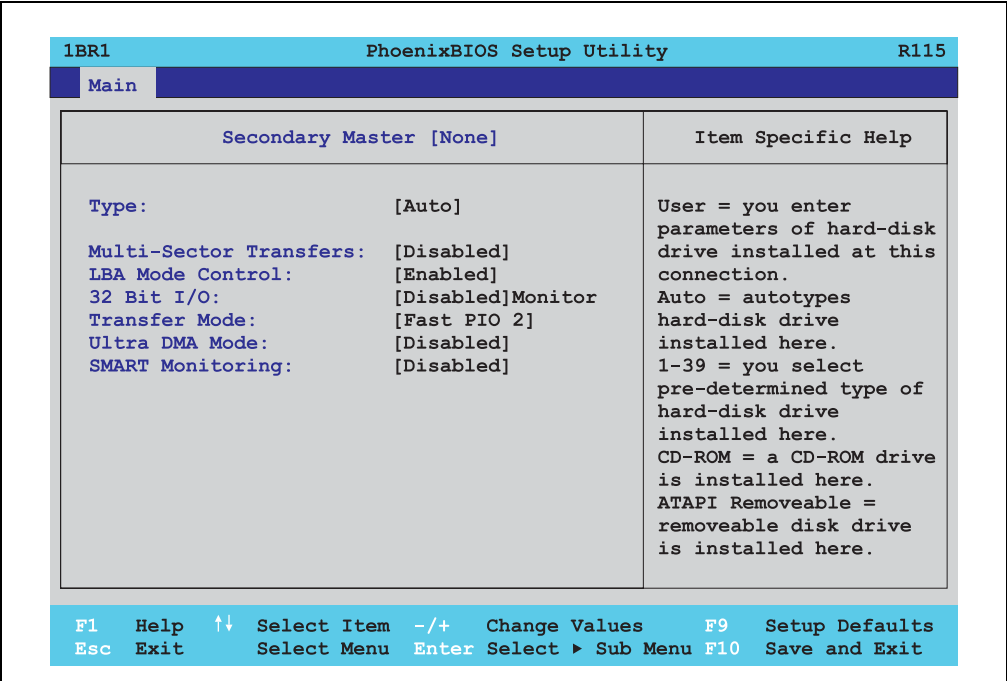 1BR1 PhoenixBIOS Setup Utility R115
Main
Secondary Master [None]
Type: [Auto]
Multi-Sector Transfers: [Disabled]
LBA Mode Control: [Enabled]
32 Bit I/O: [Disabled]Monitor
Transfer Mode: [Fast PIO 2]
Ultra DMA Mode: [Disabled]
SMART Monitoring: [Disabled]
Item Specific Help
User = you enter
parameters of hard-disk
drive installed at this
connection.
Auto = autotypes
hard-disk drive
installed here.
1-39 = you select
pre-determined type of
hard-disk drive
installed here.
CD-ROM = a CD-ROM drive
is installed here.
ATAPI Removeable =
removeable disk drive
is installed here.
F1 Help ↑↓ Select Item -/+ Change Values F9 Setup Defaults
Esc Exit Select Menu Enter Select ▶ Sub Menu F10 Save and Exit